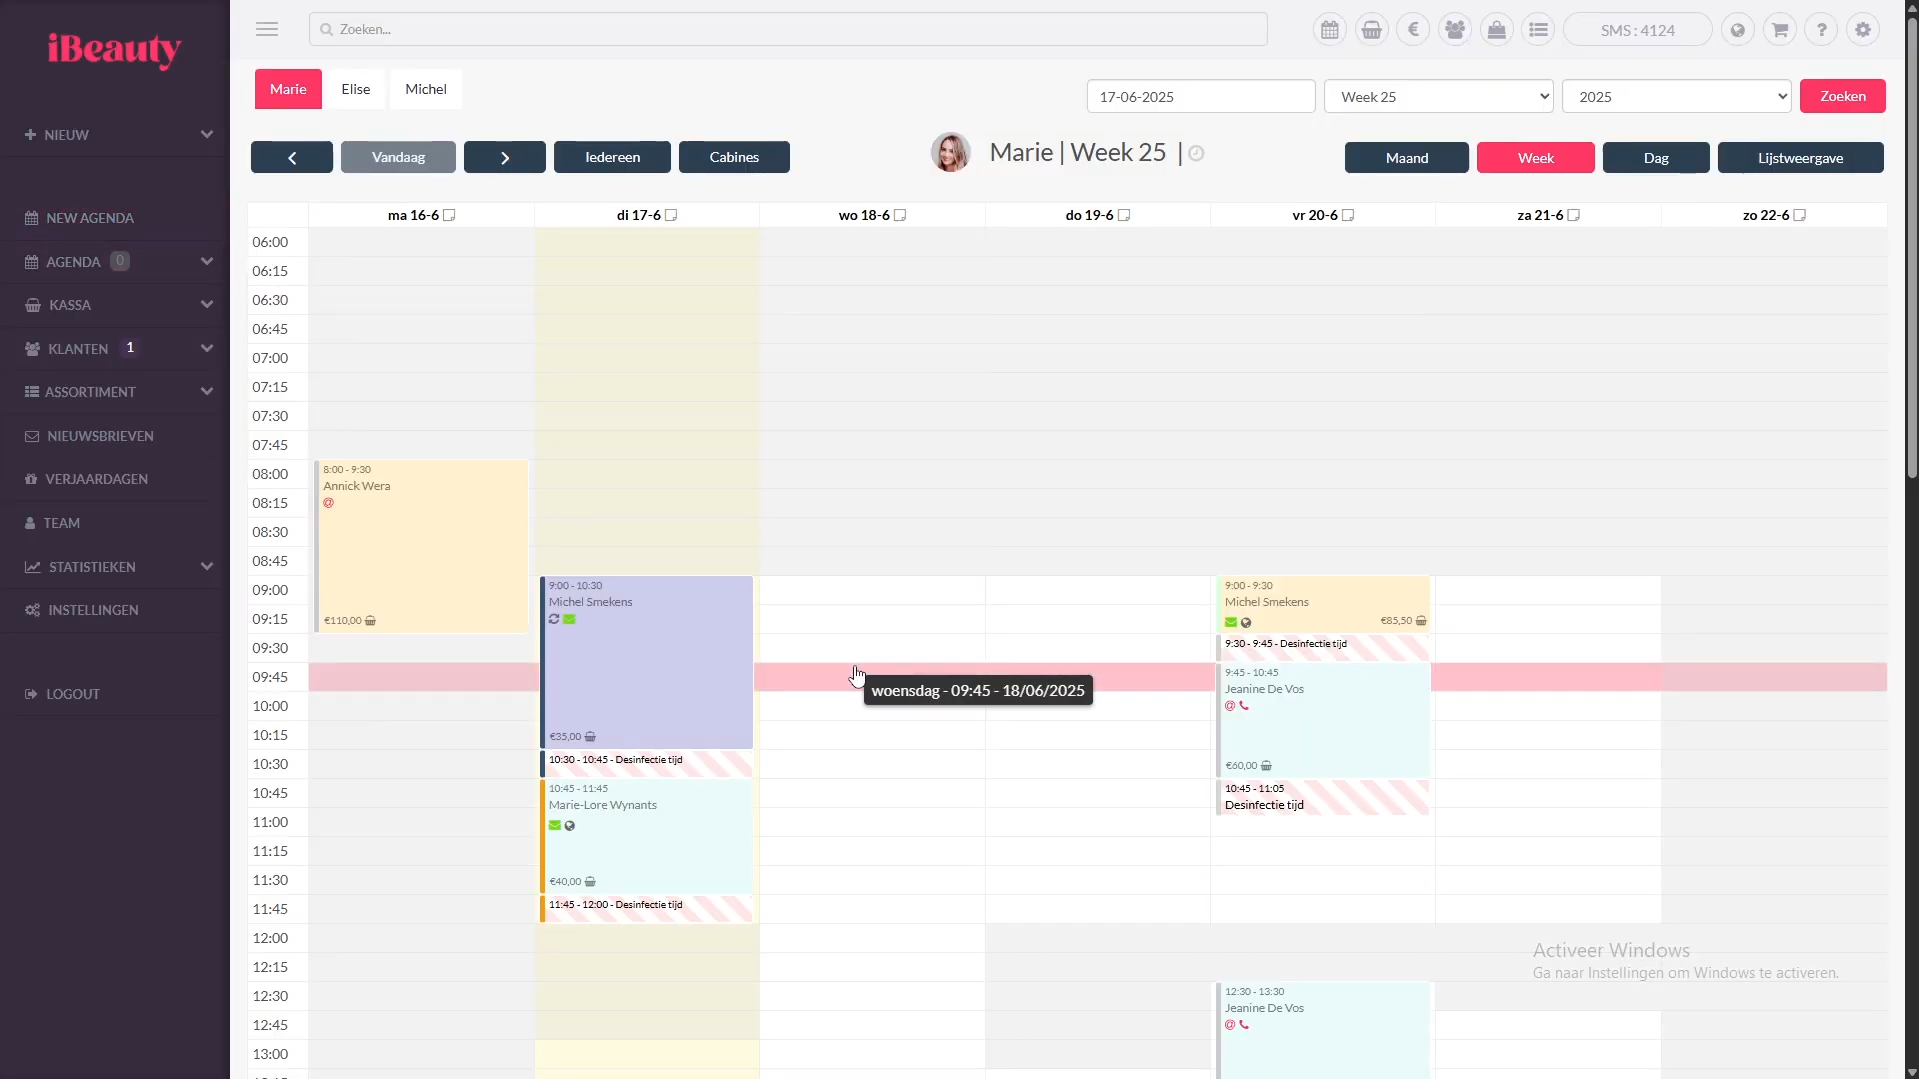 iBeauty
Zoeken...
SMS : 4124
Marie
Elise
Michel
17-06-2025
Week 25
2025
Zoeken
Vandaag
Iedereen
Cabines
Marie | Week 25 |
Maand
Week
Dag
Lijstweergave
NIEUW
NEW AGENDA
AGENDA 0
KASSA
KLANTEN 1
ASSORTIMENT
NIEUWSBRIEVEN
VERJAARDAGEN
TEAM
STATISTIEKEN
INSTELLINGEN
LOGOUT
ma 16-6
di 17-6
wo 18-6
do 19-6
vr 20-6
za 21-6
zo 22-6
06:00
06:15
06:30
06:45
07:00
07:15
07:30
07:45
08:00
08:15
08:30
08:45
09:00
09:15
09:30
09:45
10:00
10:15
10:30
10:45
11:00
11:15
11:30
11:45
12:00
12:15
12:30
12:45
13:00
8:00 - 9:30
Annick Wera
@
€110,00
9:00 - 10:30
Michel Smekens
€35,00
10:30 - 10:45 - Desinfectie tijd
10:45 - 11:45
Marie-Lore Wynants
€40,00
11:45 - 12:00 - Desinfectie tijd
woensdag - 09:45 - 18/06/2025
9:00 - 9:30
Michel Smekens
€85,50
9:30 - 9:45 - Desinfectie tijd
9:45 - 10:45
Jeanine De Vos
@
€60,00
10:45 - 11:05
Desinfectie tijd
12:30 - 13:30
Jeanine De Vos
@
Activeer Windows
Ga naar Instellingen om Windows te activeren.